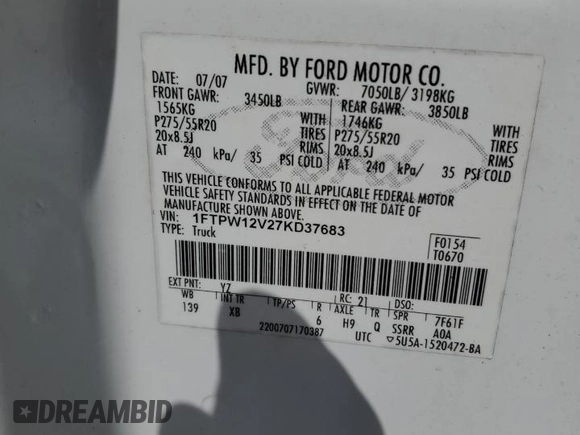 MFD. BY FORD MOTOR CO.
DATE: 07/07 GVWR: 7050LB/ 3198KG
FRONT GAWR: 3450LB REAR GAWR: 3850LB
1565KG WITH 1746KG WITH
P275/55R20 TIRES P275/55R20 TIRES
20x8.5J RIMS 20x8.5J RIMS
AT 240 kPa/ 35 PSI COLD AT 240 kPa/ 35 PSI COLD
THIS VEHICLE CONFORMS TO ALL APPLICABLE FEDERAL MOTOR
VEHICLE SAFETY STANDARDS IN EFFECT ON THE DATE OF
MANUFACTURE SHOWN ABOVE.
VIN: 1FTPW12V27KD37683
TYPE: Truck
F0154
T0670
EXT PNT: YZ RC: 21 DSO:
WB INT TR TP/PS R AXLE TR SPR 7F61F
139 XB 6 H9 Q SSRR A0A
2200707170387 UTC ▽5U5A-1520472-BA
Ford
DREAMBID